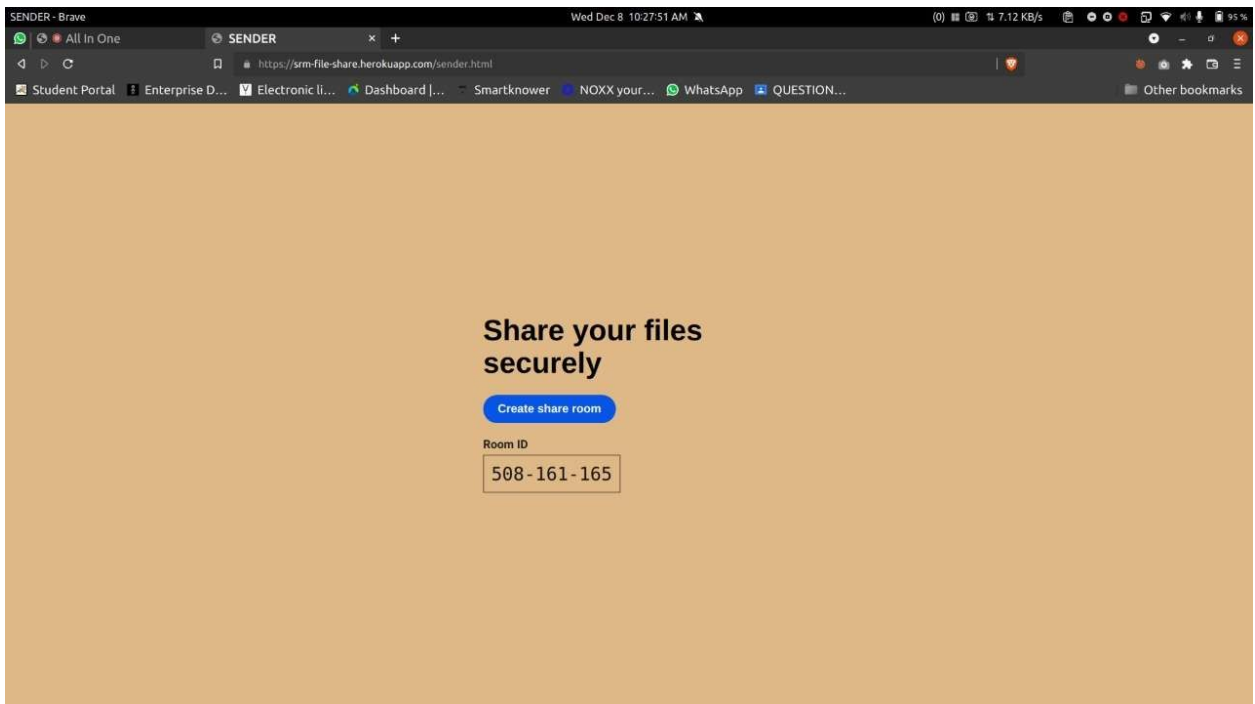 SENDER - Brave
Wed Dec 8 10:27:51 AM
(0)
7.12 KB/s
95 %
All In One
SENDER
https://srm-file-share.herokuapp.com/sender.html
Student Portal
Enterprise D...
Electronic li...
Dashboard |...
Smartknower
NOXX your...
WhatsApp
QUESTION...
Other bookmarks
Share your files
securely
Create share room
Room ID
508-161-165